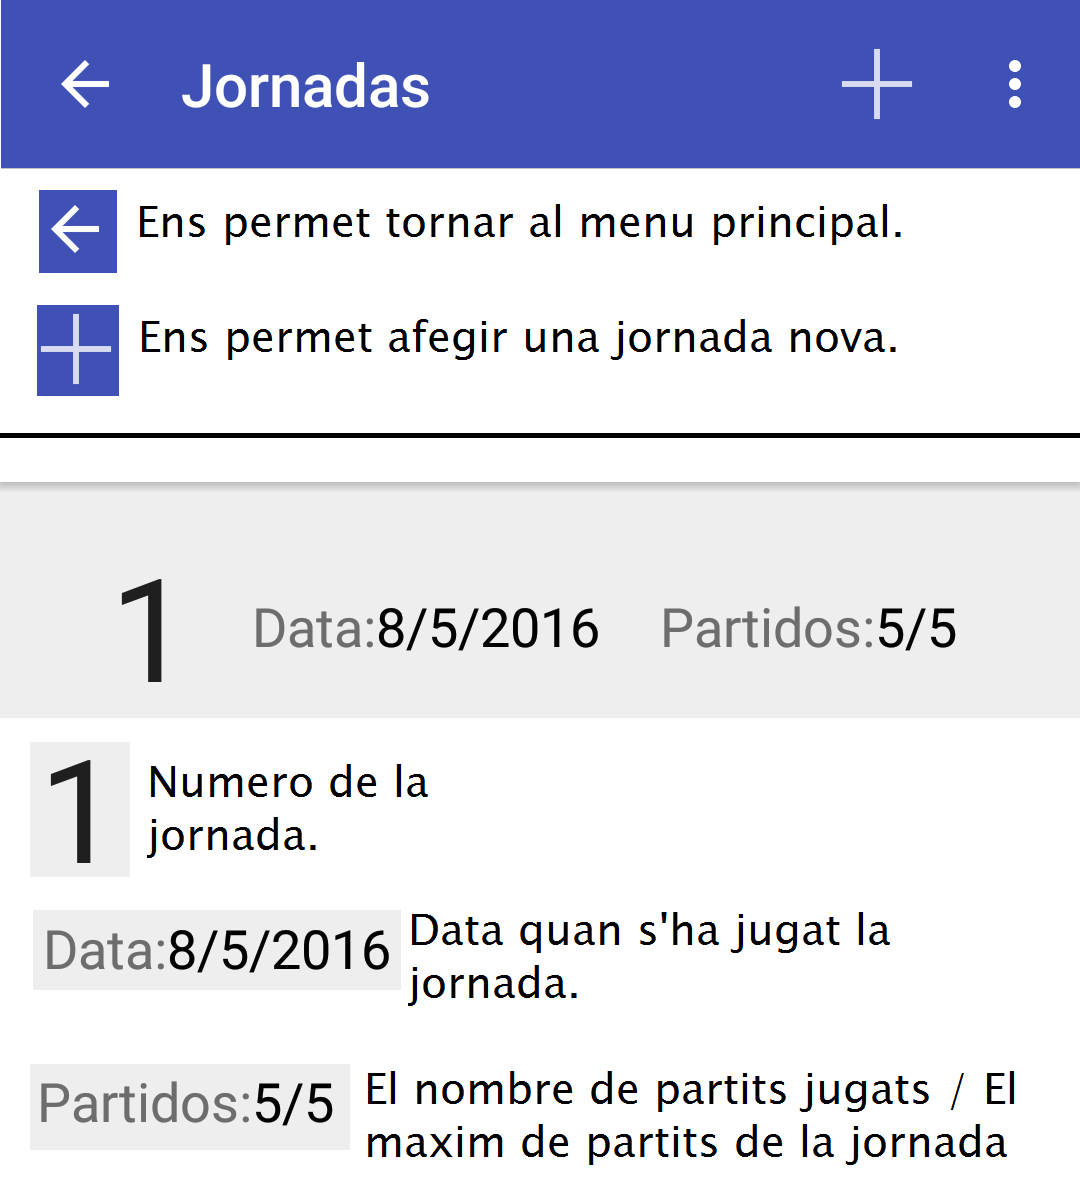 Jornadas
Ens permet tornar al menu principal.
Ens permet afegir una jornada nova.
1 Data:8/5/2016 Partidos:5/5
1 Numero de la
jornada.
Data:8/5/2016 Data quan s'ha jugat la
jornada.
Partidos:5/5 El nombre de partits jugats / El
maxim de partits de la jornada